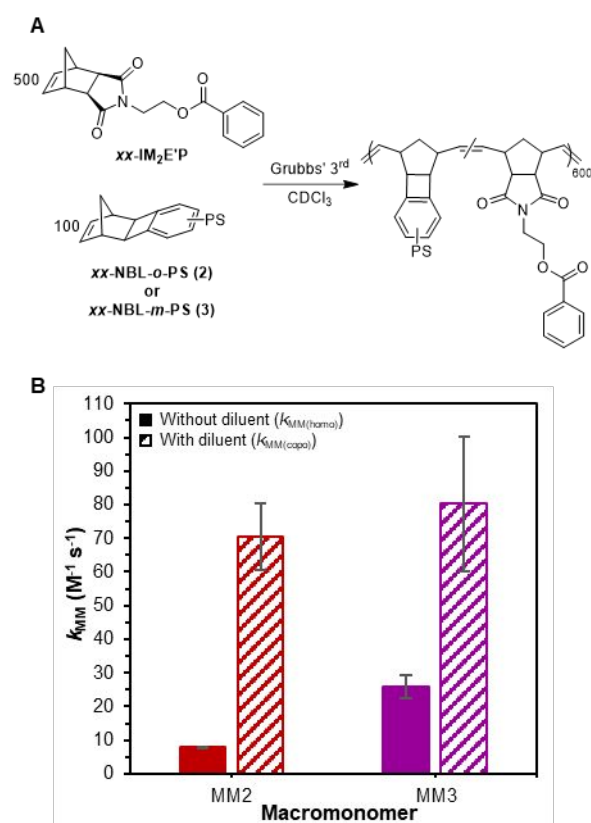 A
500
N
O
O
O
O
xx-IM2E'P
100
PS
xx-NBL-o-PS (2)
or
xx-NBL-m-PS (3)
Grubbs' 3rd
CDCl3
600
PS
O
N
O
O
O
B
110
100
90
80
70
60
50
40
30
20
10
0
kMM (M-1 s-1)
Without diluent (kMM(homo))
With diluent (kMM(copo))
MM2
MM3
Macromonomer